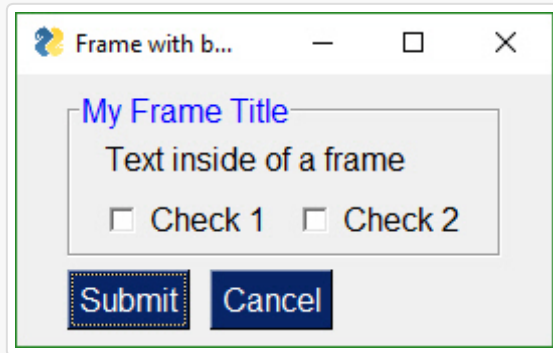 Frame with b...
My Frame Title
Text inside of a frame
Check 1 Check 2
Submit Cancel